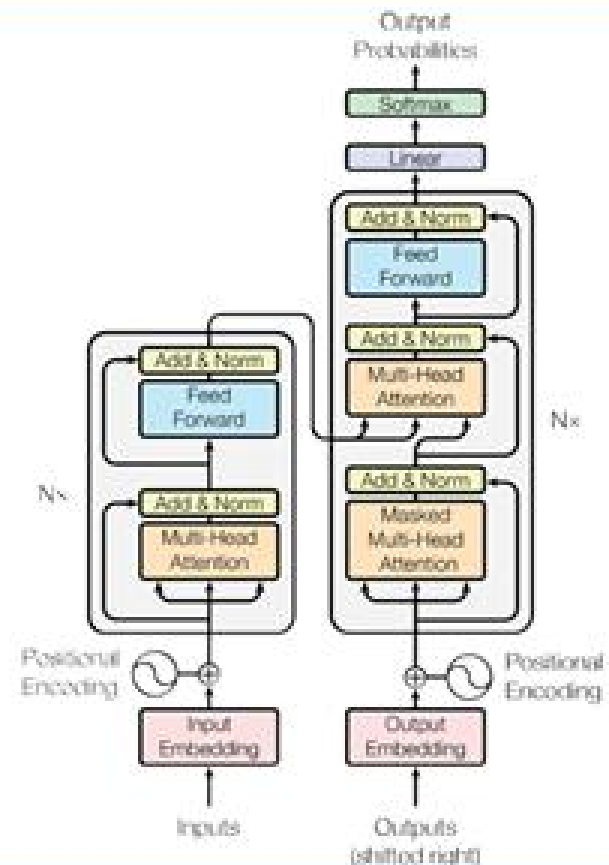 Output
Probabilities
Softmax
Linear
Add & Norm
Feed
Forward
Add & Norm
Multi-Head
Attention
Add & Norm
Masked
Multi-Head
Attention
Nx
Add & Norm
Feed
Forward
Add & Norm
Multi-Head
Attention
Nx
Positional
Encoding
Positional
Encoding
Input
Embedding
Output
Embedding
Inputs
Outputs
(shifted right)